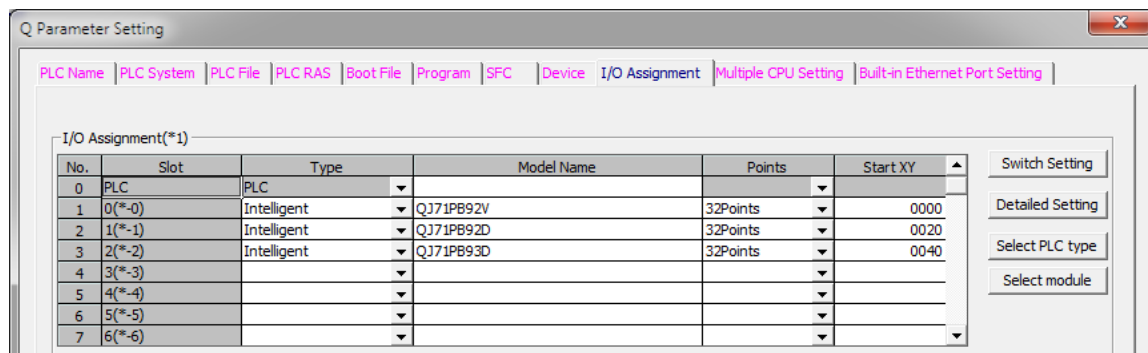 Q Parameter Setting
PLC Name PLC System PLC File PLC RAS Boot File Program SFC Device I/O Assignment Multiple CPU Setting Built-in Ethernet Port Setting
I/O Assignment(*1)
No. Slot Type Model Name Points Start XY
0 PLC PLC
1 0(*-0) Intelligent QJ71PB92V 32Points 0000
2 1(*-1) Intelligent QJ71PB92D 32Points 0020
3 2(*-2) Intelligent QJ71PB93D 32Points 0040
4 3(*-3)
5 4(*-4)
6 5(*-5)
7 6(*-6)
Switch Setting
Detailed Setting
Select PLC type
Select module